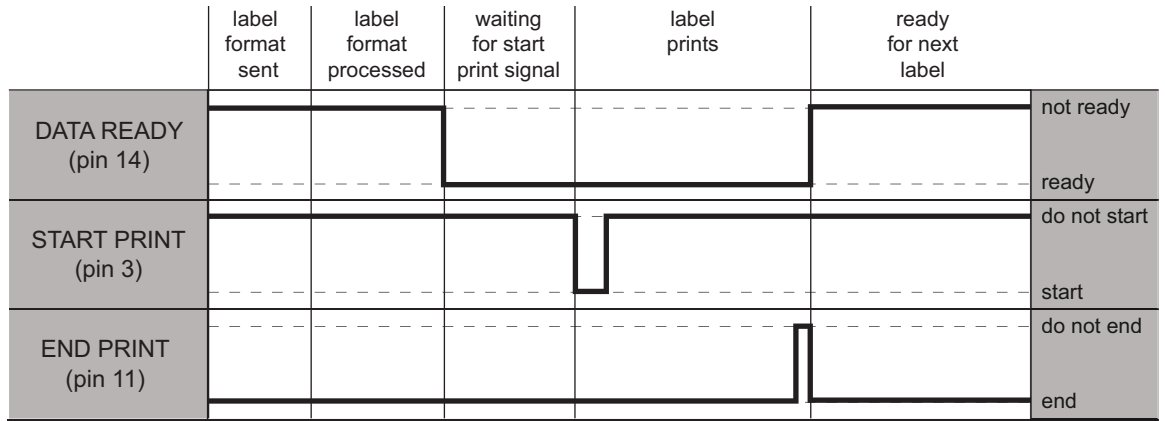 label
format
sent
label
format
processed
waiting
for start
print signal
label
prints
ready
for next
label
DATA READY
(pin 14)
not ready
ready
START PRINT
(pin 3)
do not start
start
END PRINT
(pin 11)
do not end
end